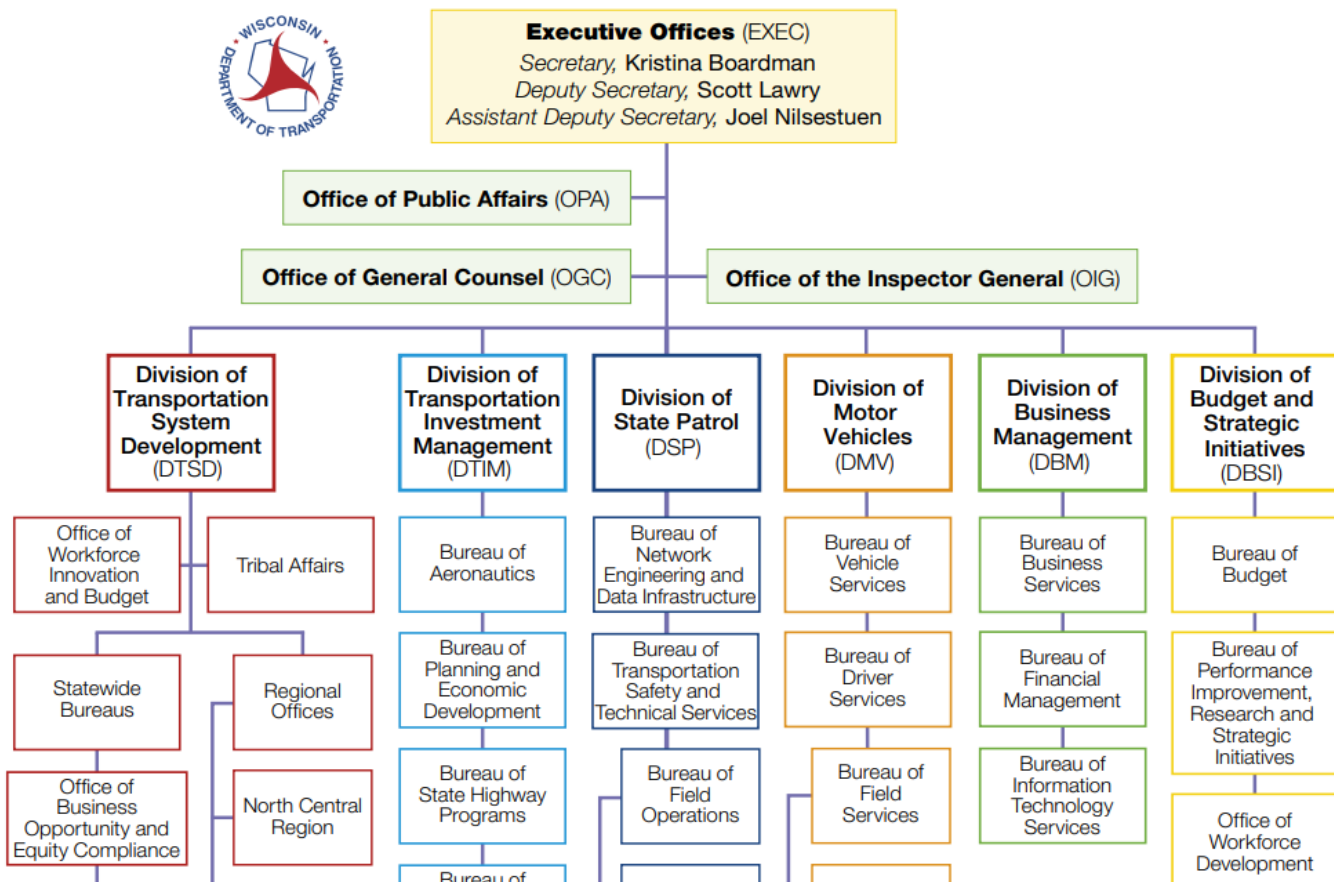 WISCONSIN
DEPARTMENT OF TRANSPORTATION
Executive Offices (EXEC)
Secretary, Kristina Boardman
Deputy Secretary, Scott Lawry
Assistant Deputy Secretary, Joel Nilsestuen
Office of Public Affairs (OPA)
Office of General Counsel (OGC)
Office of the Inspector General (OIG)
Division of
Transportation
System
Development
(DTSD)
Division of
Transportation
Investment
Management
(DTIM)
Division of
State Patrol
(DSP)
Division of
Motor
Vehicles
(DMV)
Division of
Business
Management
(DBM)
Division of
Budget and
Strategic
Initiatives
(DBSI)
Office of
Workforce
Innovation
and Budget
Tribal Affairs
Bureau of
Aeronautics
Bureau of
Network
Engineering and
Data Infrastructure
Bureau of
Vehicle
Services
Bureau of
Business
Services
Bureau of
Budget
Statewide
Bureaus
Regional
Offices
Bureau of
Planning and
Economic
Development
Bureau of
Transportation
Safety and
Technical Services
Bureau of
Driver
Services
Bureau of
Financial
Management
Bureau of
Performance
Improvement,
Research and
Strategic
Initiatives
Office of
Business
Opportunity and
Equity Compliance
North Central
Region
Bureau of
State Highway
Programs
Bureau of
Field
Operations
Bureau of
Field
Services
Bureau of
Information
Technology
Services
Office of
Workforce
Development
Bureau of